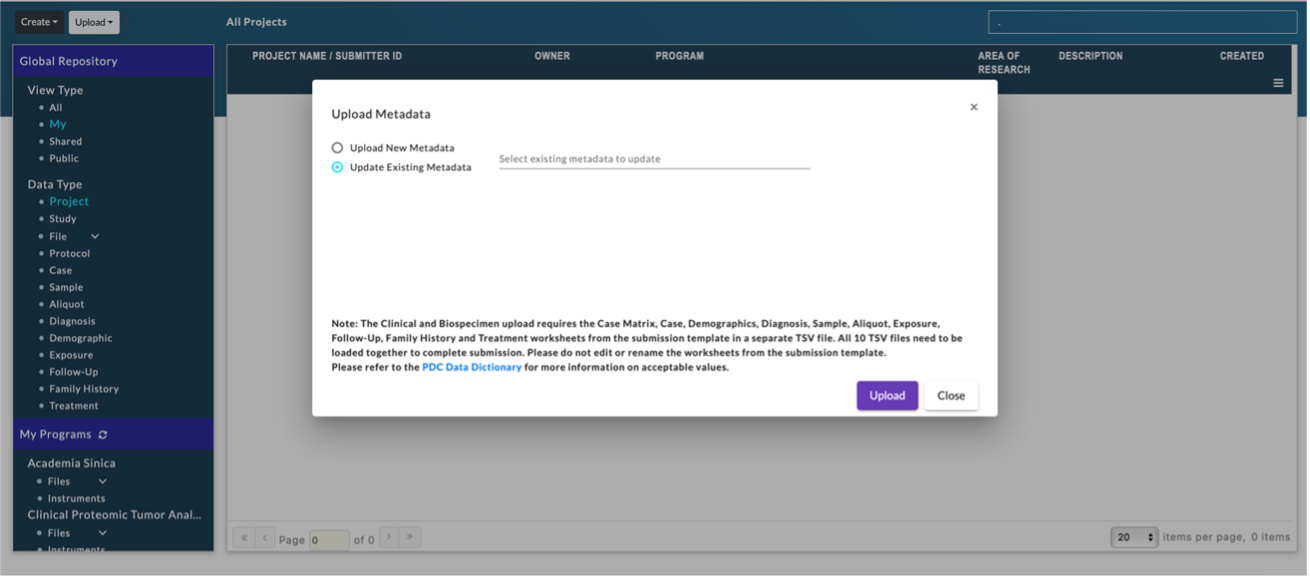 Create
Upload
All Projects
-
Global Repository
View Type
All
My
Shared
Public
Data Type
Project
Study
File
Protocol
Case
Sample
Aliquot
Diagnosis
Demographic
Exposure
Follow-Up
Family History
Treatment
My Programs
Academia Sinica
Files
Instruments
Clinical Proteomic Tumor Anal...
Files
Instruments
PROJECT NAME / SUBMITTER ID OWNER PROGRAM AREA OF RESEARCH DESCRIPTION CREATED
Upload Metadata
×
Upload New Metadata
Update Existing Metadata
Select existing metadata to update
Note: The Clinical and Biospecimen upload requires the Case Matrix, Case, Demographics, Diagnosis, Sample, Aliquot, Exposure,
Follow-Up, Family History and Treatment worksheets from the submission template in a separate TSV file. All 10 TSV files need to be
loaded together to complete submission. Please do not edit or rename the worksheets from the submission template.
Please refer to the PDC Data Dictionary for more information on acceptable values.
Upload Close
« ‹ Page 0 of 0 › » 20 items per page, 0 items